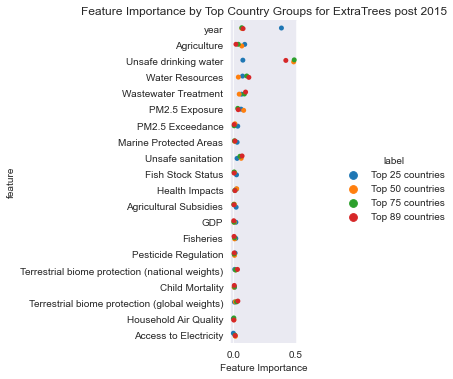 Feature Importance by Top Country Groups for ExtraTrees post 2015
year
Agriculture
Unsafe drinking water
Water Resources
Wastewater Treatment
PM2.5 Exposure
PM2.5 Exceedance
Marine Protected Areas
Unsafe sanitation
Fish Stock Status
Health Impacts
Agricultural Subsidies
GDP
Fisheries
Pesticide Regulation
Terrestrial biome protection (national weights)
Child Mortality
Terrestrial biome protection (global weights)
Household Air Quality
Access to Electricity
feature
0.0 0.5
Feature Importance
label
Top 25 countries
Top 50 countries
Top 75 countries
Top 89 countries